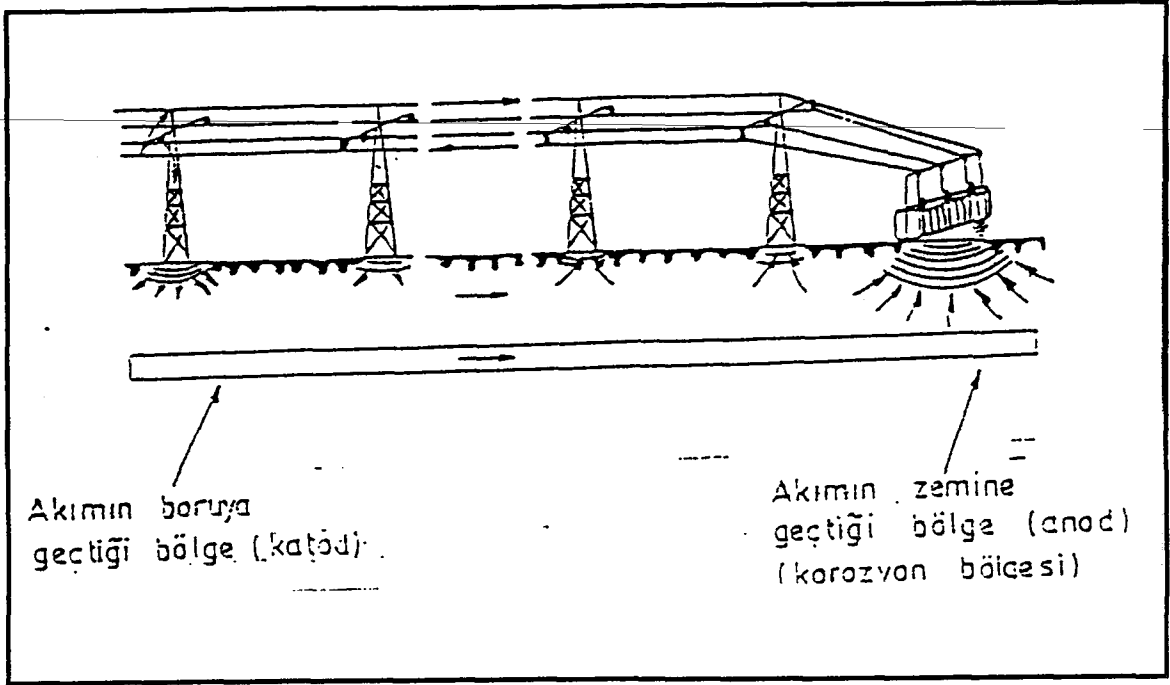 Akımın boruya
geçtiği bölge (katod)
Akımın zemine
geçtiği bölge (anod)
(korozyon bölgesi)